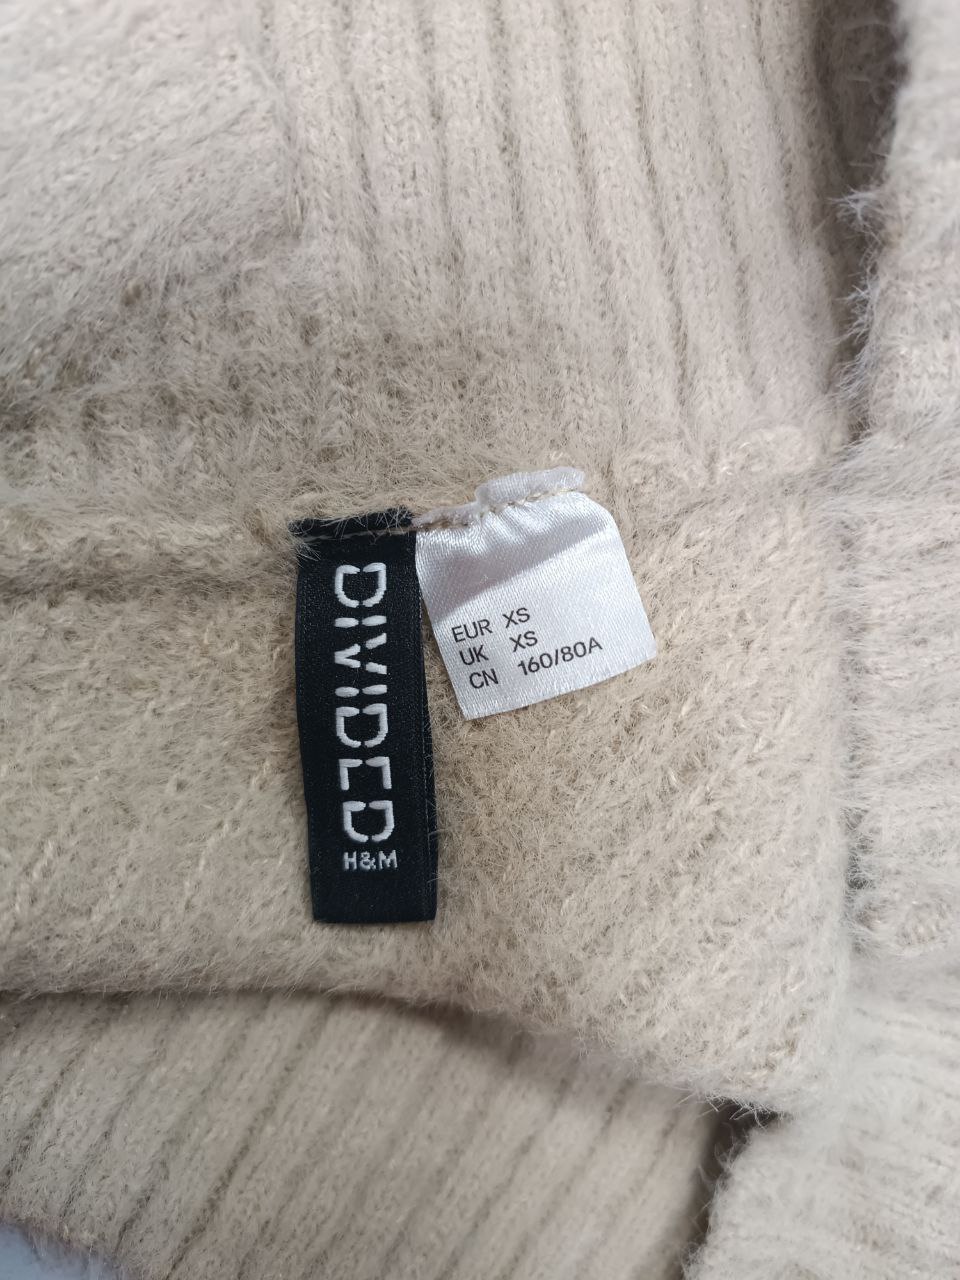 DIVIDED
H&M
EUR XS
UK XS
CN 160/80A